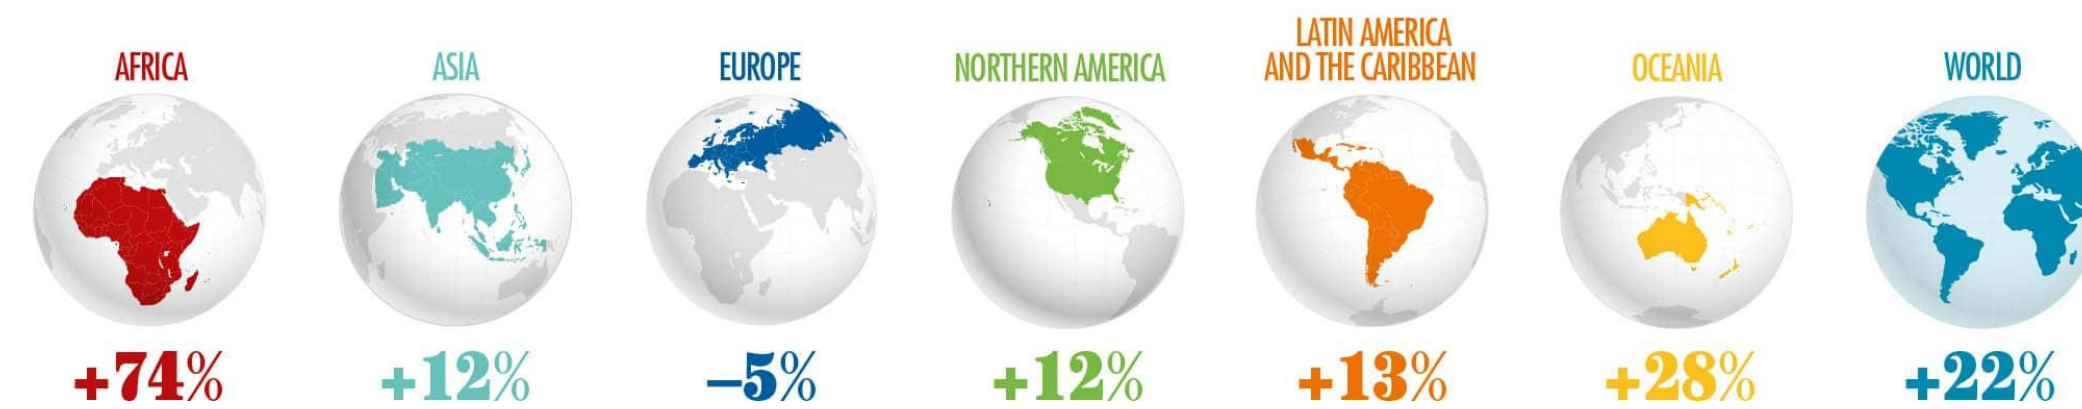 AFRICA
+74%
ASIA
+12%
EUROPE
–5%
NORTHERN AMERICA
+12%
LATIN AMERICA
AND THE CARIBBEAN
+13%
OCEANIA
+28%
WORLD
+22%